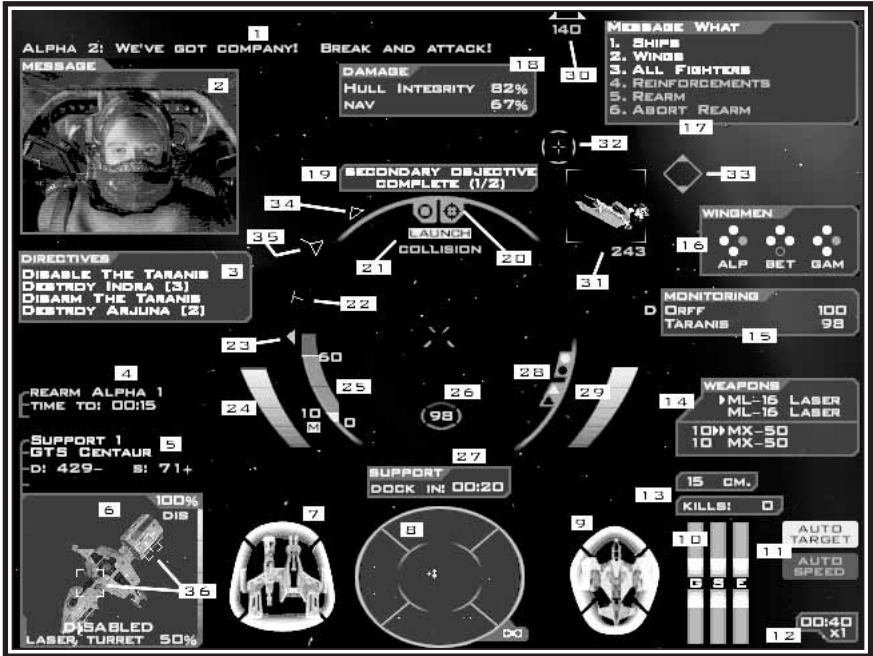 1
ALPHA 2: WE'VE GOT COMPANY! BREAK AND ATTACK!
MESSAGE
2
DAMAGE
18
HULL INTEGRITY 82%
NAV 67%
140
30
MESSAGE WHAT
1. SHIPS
2. WINGS
3. ALL FIGHTERS
4. REINFORCEMENTS
5. REARM
6. ABORT REARM
17
32
33
19
SECONDARY OBJECTIVE
COMPLETE (1/2)
34
35
LAUNCH
COLLISION
21
20
243
31
WINGMEN
16
ALP BET GAM
DIRECTIVES
DISABLE THE TARANIS 3
DESTROY INDRA (3)
DISARM THE TARANIS
DESTROY ARJUNA (2)
22
23
MONITORING
D ORFF 100
TARANIS 98
15
60
4
REARM ALPHA 1
TIME TO: 00:15
24
25
10
M
0
26
98
28
29
WEAPONS
14
ML-16 LASER
ML-16 LASER
10 MX-50
10 MX-50
SUPPORT 1 5
GTS CENTAUR
D: 429- S: 71+
27
SUPPORT
DOCK IN: 00:20
13
15 CM.
KILLS: 0
6
100%
DIS
36
DISABLED
LASER TURRET 50%
7
8
9
10
G S E
11
AUTO
TARGET
AUTO
SPEED
12
00:40
X1